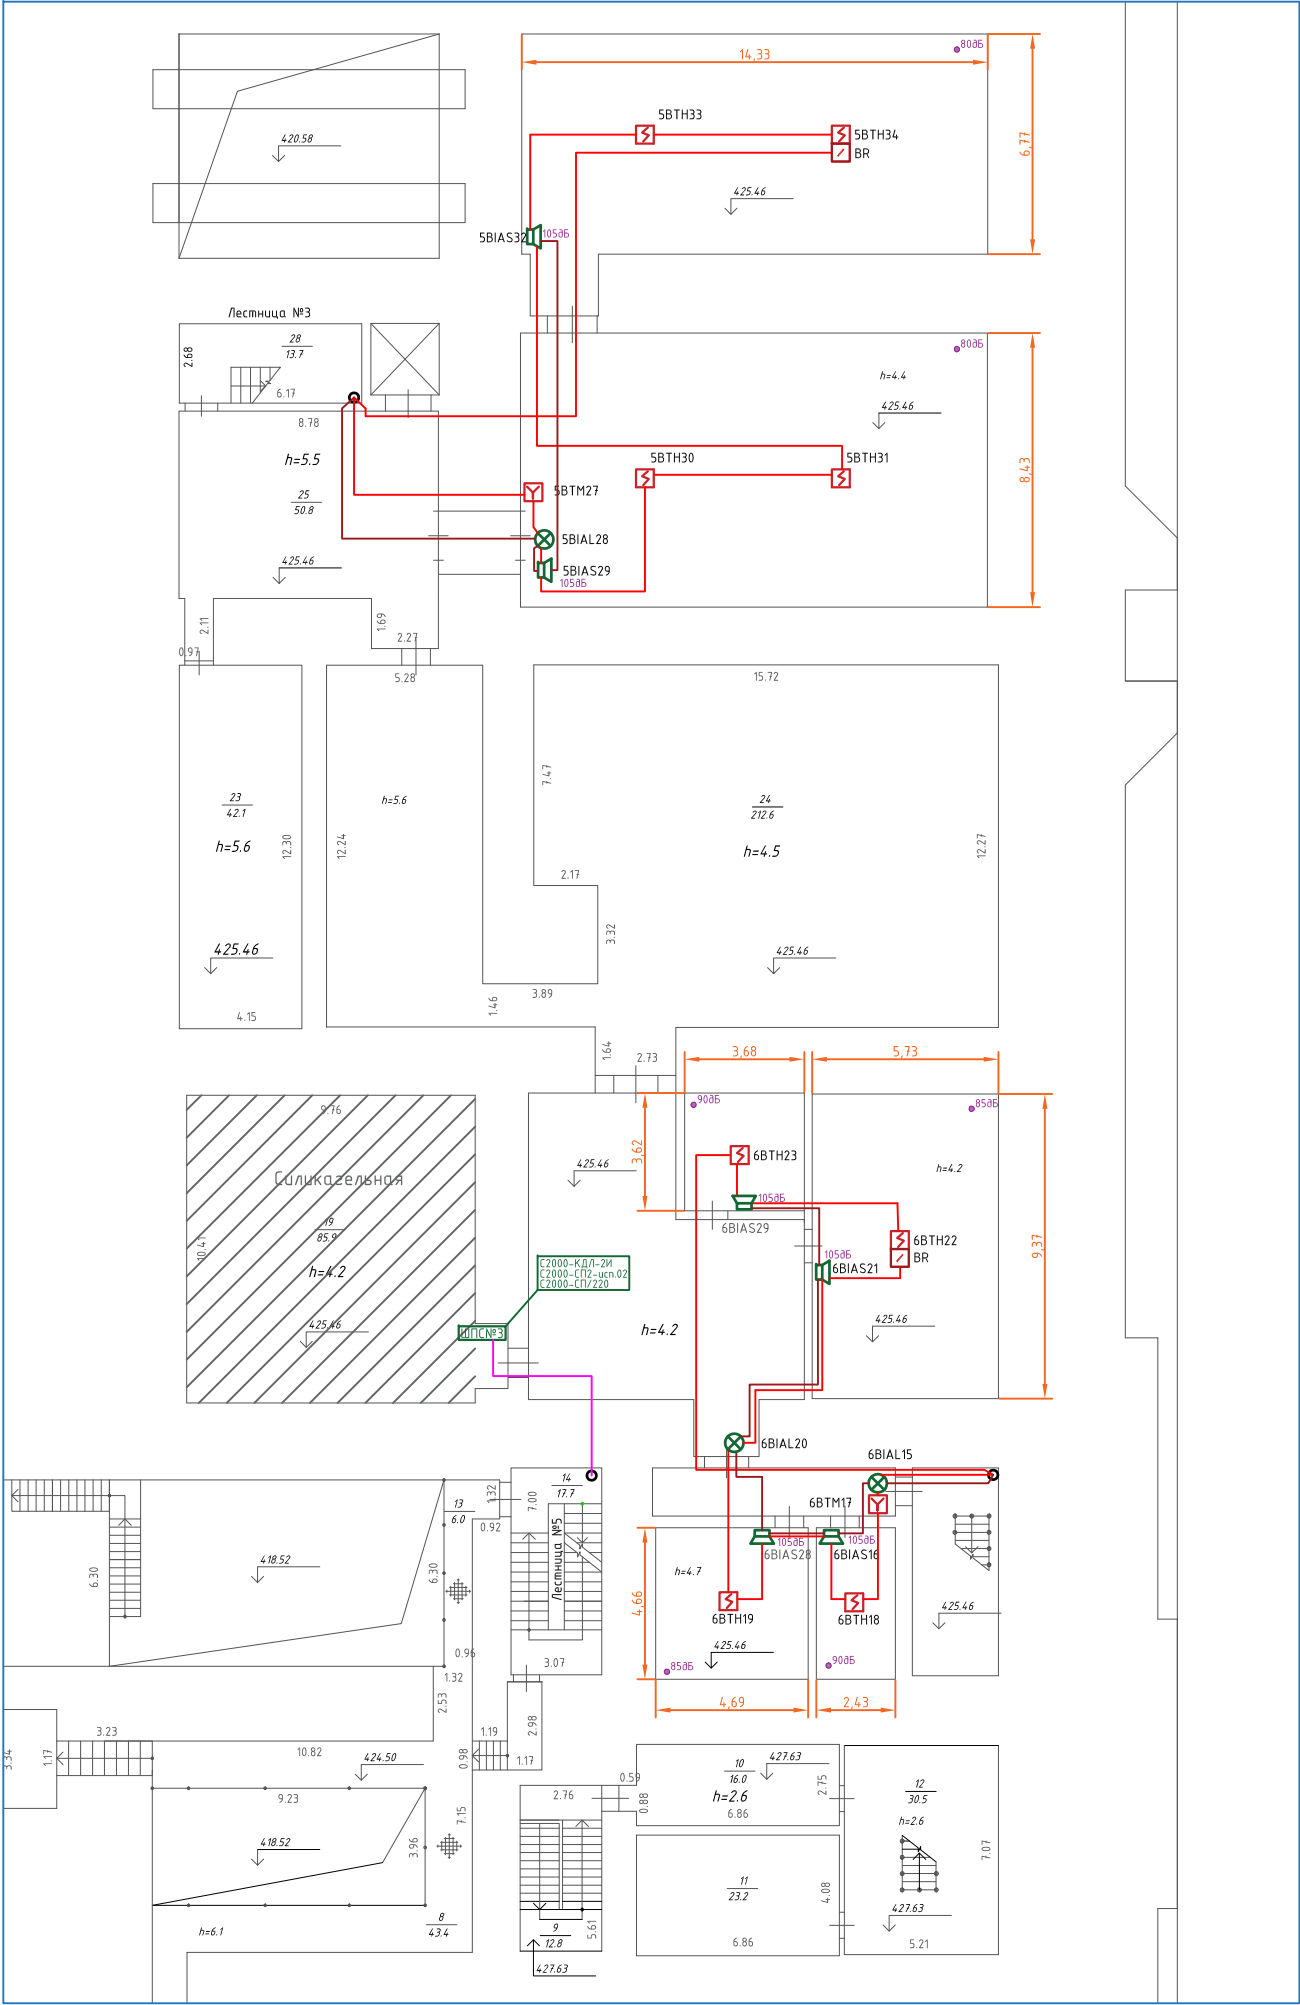 80дБ
14,33
5BTH33
5BTH34
BR
420.58
6,77
425.46
5BIAS32
105дБ
Лестница №3
28
13.7
2.68
6.17
80дБ
h=4.4
425.46
8.78
h=5.5
25
50.8
5BTH30
5BTH31
8,43
5BTM27
5BIAL28
5BIAS29
105дБ
425.46
2.11
1.69
0.97
2.27
5.28
15.72
7.47
23
42.1
h=5.6
12.30
h=5.6
12.24
24
212.6
h=4.5
12.27
2.17
3.32
425.46
425.46
3.89
1.46
4.15
1.64
2.73
3,68
5,73
9.76
90дБ
85дБ
3,62
6BTH23
425.46
h=4.2
Силикагельная
105дБ
6BIAS29
19
85.9
10.41
h=4.2
6BTH22
BR
9,37
105дБ
6BIAS21
С2000-КДЛ-2И
С2000-СП2-исп.02
С2000-СП/220
425.46
ШПС№3
h=4.2
425.46
6BIAL20
6BIAL15
14
17.7
1.32
7.00
13
6.0
0.92
6BTM17
Лестница №5
105дБ
105дБ
6BIAS28
6BIAS16
418.52
6.30
6.30
h=4.7
4,66
6BTH19
6BTH18
425.46
425.46
0.96
3.07
90дБ
85дБ
1.32
2.53
4,69
2,43
3.23
1.19
2.98
3.34
1.17
10.82
424.50
0.98
1.17
10
16.0
427.63
h=2.6
0.59
2.75
12
30.5
2.76
0.88
9.23
6.86
7.15
h=2.6
418.52
3.96
7.07
11
23.2
4.08
427.63
8
43.4
h=6.1
9
12.8
5.61
6.86
5.21
427.63